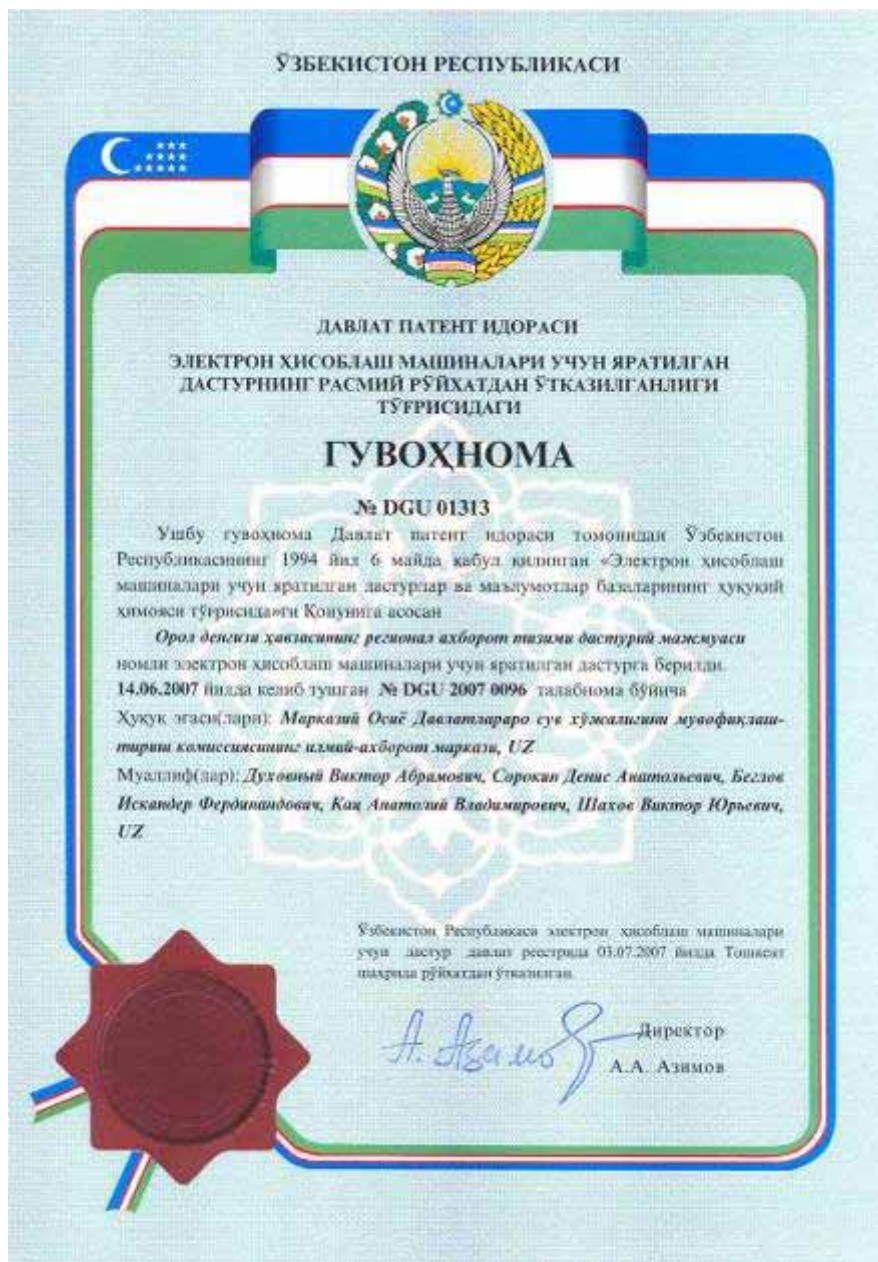 ЎЗБЕКИСТОН РЕСПУБЛИКАСИ
ДАВЛАТ ПАТЕНТ ИДОРАСИ
ЭЛЕКТРОН ҲИСОБЛАШ МАШИНАЛАРИ УЧУН ЯРАТИЛГАН
ДАСТУРНИНГ РАСМИЙ РЎЙХАТДАН ЎТКАЗИЛГАНЛИГИ
ТЎҒРИСИДАГИ
ГУВОҲНОМА
№ DGU 01313
Ушбу гувоҳнома Давлат патент идораси томонидан Ўзбекистон
Республикасининг 1994 йил 6 майда қабул қилинган «Электрон ҳисоблаш
машиналари учун яратилган дастурлар ва маълумотлар базаларининг ҳуқуқий
ҳимояси тўғрисида»ги Қонунига асосан
Орол денгизи ҳавзасининг регионал ахборот тизими дастурий мажмуаси
номли электрон ҳисоблаш машиналари учун яратилган дастурга берилди.
14.06.2007 йилда келиб тушган № DGU 2007 0096 талабнома бўйича
Ҳуқуқ эгаси(лари): Марказий Осиё Давлатлараро сув хўжалигини мувофиқлаш-
тириш комиссиясининг илмий-ахборот маркази, UZ
Муаллиф(лар): Духовный Виктор Абрамович, Сорокин Денис Анатольевич, Беглов
Искандер Фердинандович, Кац Анатолий Владимирович, Шахов Виктор Юрьевич,
UZ
Ўзбекистон Республикаси электрон ҳисоблаш машиналари
учун дастур давлат реестрида 03.07.2007 йилда Тошкент
шаҳрида рўйхатдан ўтказилган.
Директор
А.А. Азимов